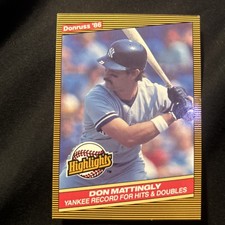 Donruss '86
Highlights
DON MATTINGLY
YANKEE RECORD FOR HITS & DOUBLES